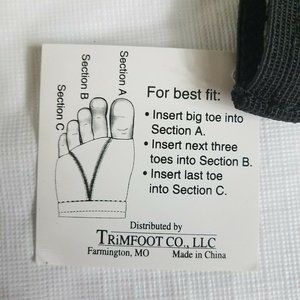 Section A
Section B
Section C
For best fit:
• Insert big toe into
Section A.
• Insert next three
toes into Section B.
• Insert last toe
into Section C.
Distributed by
TRiMFOOT CO., LLC
Farmington, MO Made in China